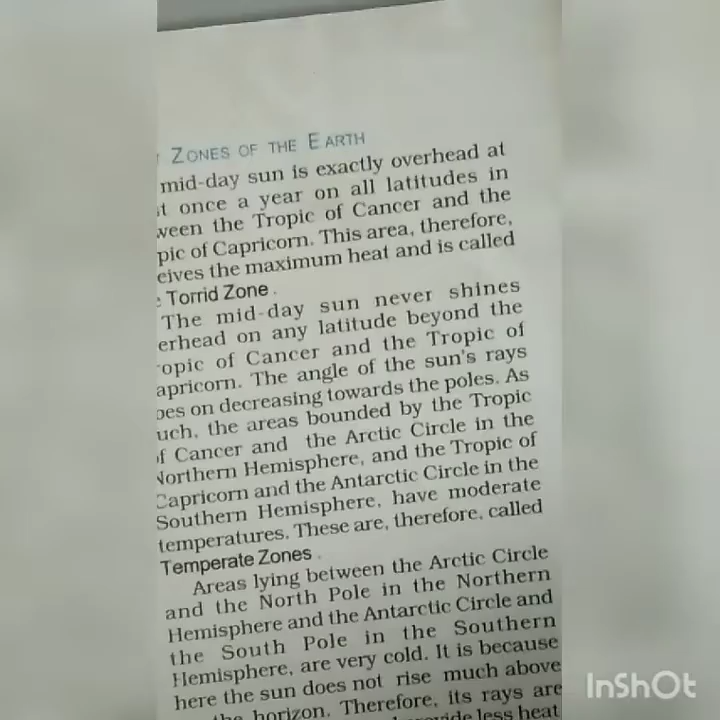 ZONES OF THE EARTH
mid-day sun is exactly overhead at
once a year on all latitudes in
ween the Tropic of Cancer and the
pic of Capricorn. This area, therefore,
eives the maximum heat and is called
Torrid Zone.
The mid-day sun never shines
erhead on any latitude beyond the
opic of Cancer and the Tropic of
apricorn. The angle of the sun's rays
oes on decreasing towards the poles. As
uch, the areas bounded by the Tropic
of Cancer and the Arctic Circle in the
Northern Hemisphere, and the Tropic of
Capricorn and the Antarctic Circle in the
Southern Hemisphere, have moderate
temperatures. These are, therefore, called
Temperate Zones.
Areas lying between the Arctic Circle
and the North Pole in the Northern
Hemisphere and the Antarctic Circle and
the South Pole in the Southern
Hemisphere, are very cold. It is because
here the sun does not rise much above
the horizon. Therefore, its rays are
less heat
InShOt